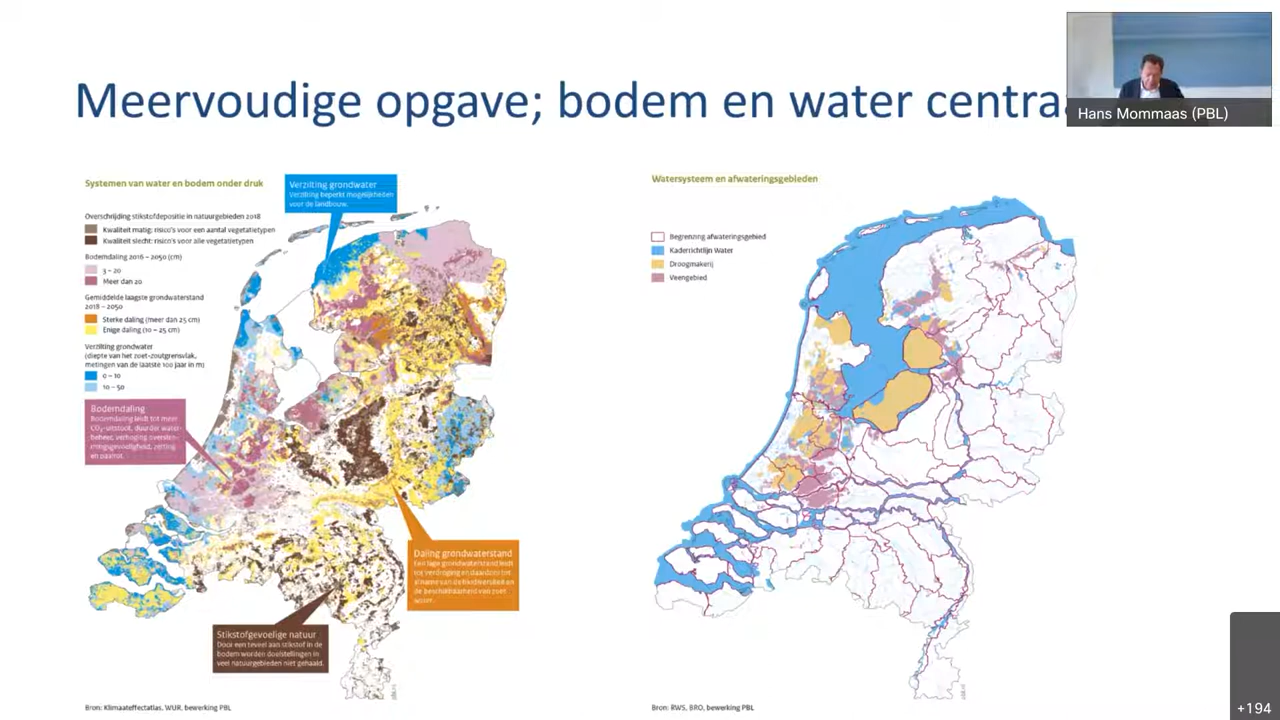 Meervoudige opgave; bodem en water centra
Hans Mommaas (PBL)
Systemen van water en bodem onder druk
Verzilting grondwater
Verzilting beperkt mogelijkheden
voor de landbouw.
Overschrijding stikstofdepositie in natuurgebieden 2018
Kwaliteit matig: risico's voor een aantal vegetatietypen
Kwaliteit slecht: risico's voor alle vegetatietypen
Bodemdaling 2016 – 2050 (cm)
3 – 20
Meer dan 20
Gemiddelde laagste grondwaterstand
2018 – 2050
Sterke daling (meer dan 25 cm)
Enige daling (10 – 25 cm)
Verzilting grondwater
(diepte van het zoet-zoutgrensvlak,
metingen van de laatste 100 jaar in m)
0 – 10
10 – 50
Bodemdaling
Bodemdaling leidt tot meer
CO₂-uitstoot, duurder water-
beheer, verhoging overstro-
mingsgevoeligheid, zetting
en paalrot.
Daling grondwaterstand
Een lage grondwaterstand leidt
tot verdroging en daardoor tot
afname van de biodiversiteit en
de beschikbaarheid van zoet
water.
Stikstofgevoelige natuur
Door een teveel aan stikstof in de
bodem worden doelstellingen in
veel natuurgebieden niet gehaald.
pbl.nl
Bron: Klimaateffectatlas, WUR, bewerking PBL
Watersysteem en afwateringsgebieden
Begrenzing afwateringsgebied
Kaderrichtlijn Water
Droogmakerij
Veengebied
pbl.nl
Bron: RWS, BRO, bewerking PBL
+194